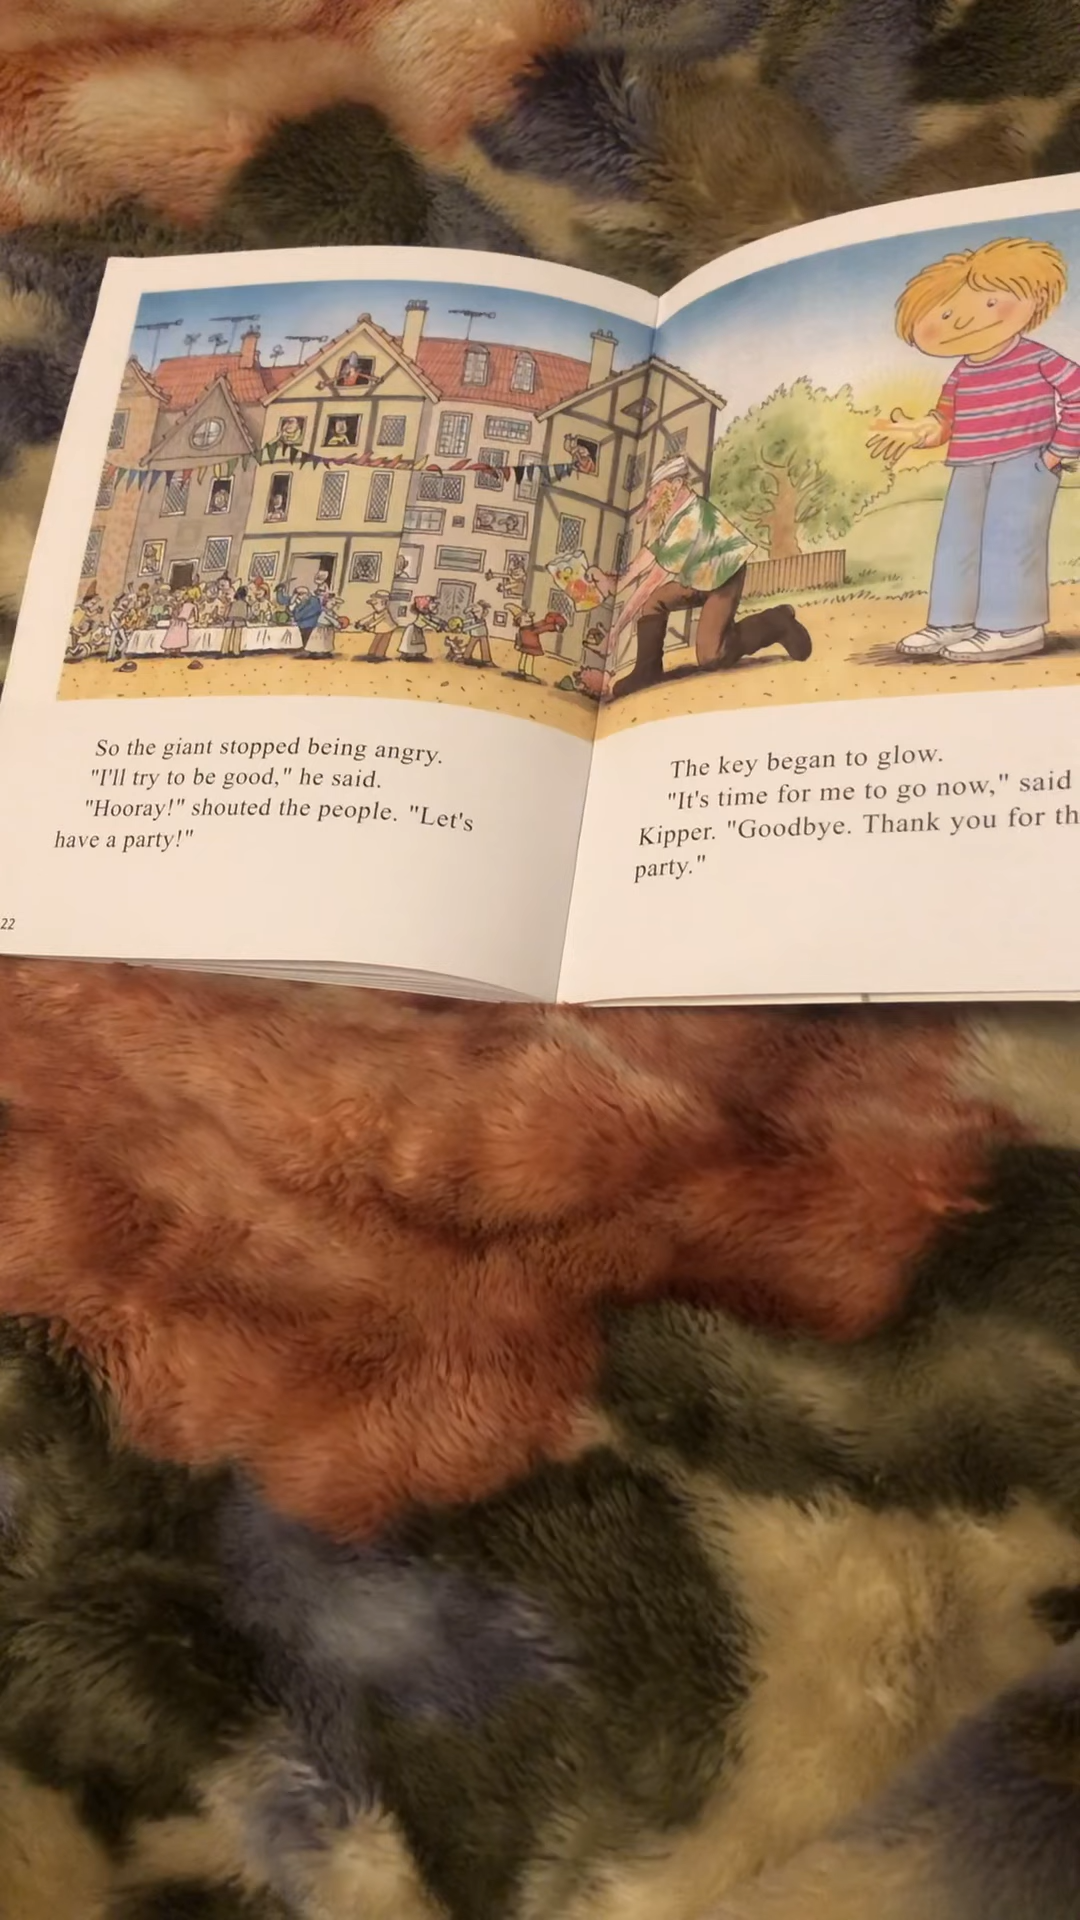 So the giant stopped being angry.
"I'll try to be good," he said.
"Hooray!" shouted the people. "Let's
have a party!"
22
The key began to glow.
"It's time for me to go now," said
Kipper. "Goodbye. Thank you for th
party."